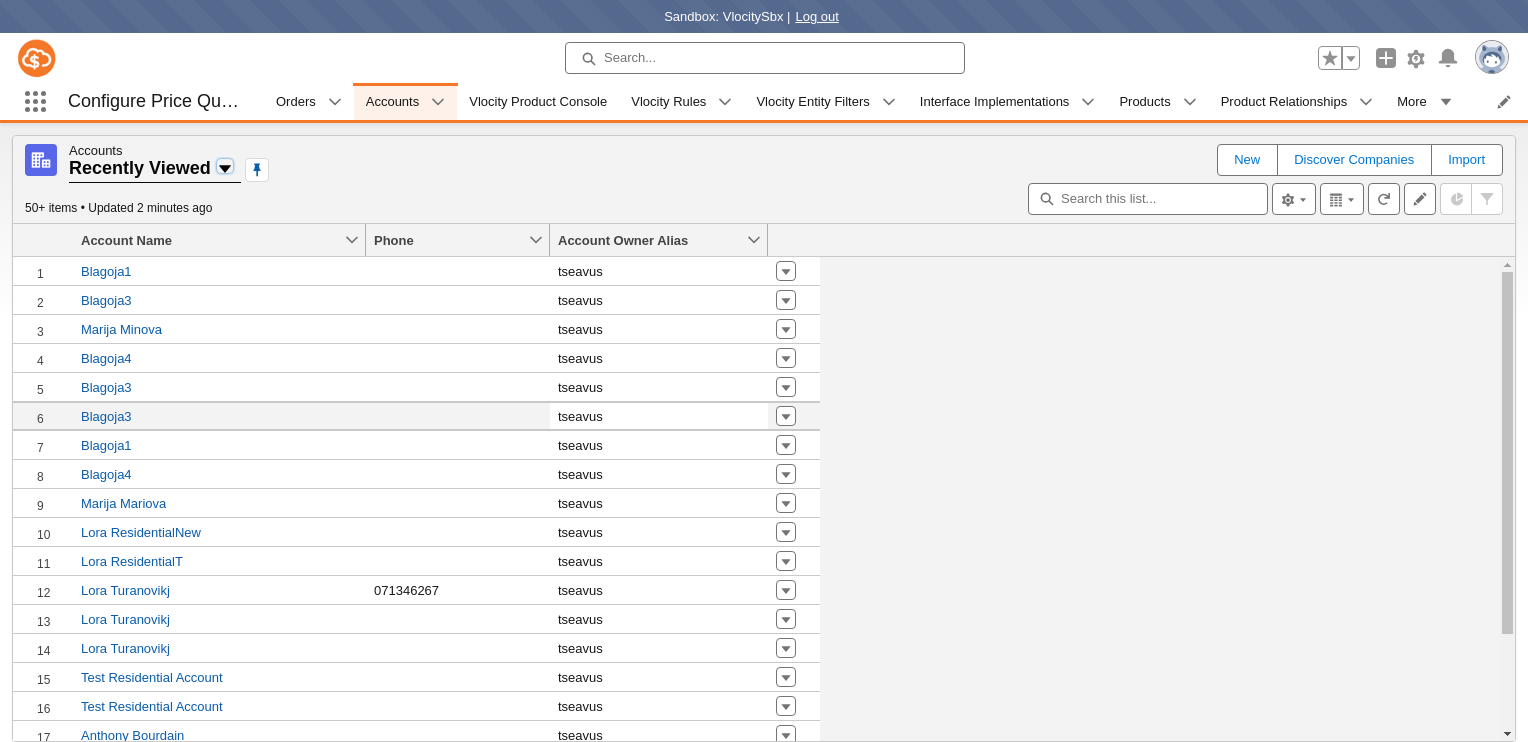 Sandbox: VlocitySbx | Log out
Search...
Configure Price Qu…
Orders
Accounts
Vlocity Product Console
Vlocity Rules
Vlocity Entity Filters
Interface Implementations
Products
Product Relationships
More
Accounts
Recently Viewed
New
Discover Companies
Import
50+ items • Updated 2 minutes ago
Search this list...
Account Name Phone Account Owner Alias
1 Blagoja1 tseavus
2 Blagoja3 tseavus
3 Marija Minova tseavus
4 Blagoja4 tseavus
5 Blagoja3 tseavus
6 Blagoja3 tseavus
7 Blagoja1 tseavus
8 Blagoja4 tseavus
9 Marija Mariova tseavus
10 Lora ResidentialNew tseavus
11 Lora ResidentialT tseavus
12 Lora Turanovikj 071346267 tseavus
13 Lora Turanovikj tseavus
14 Lora Turanovikj tseavus
15 Test Residential Account tseavus
16 Test Residential Account tseavus
17 Anthony Bourdain tseavus